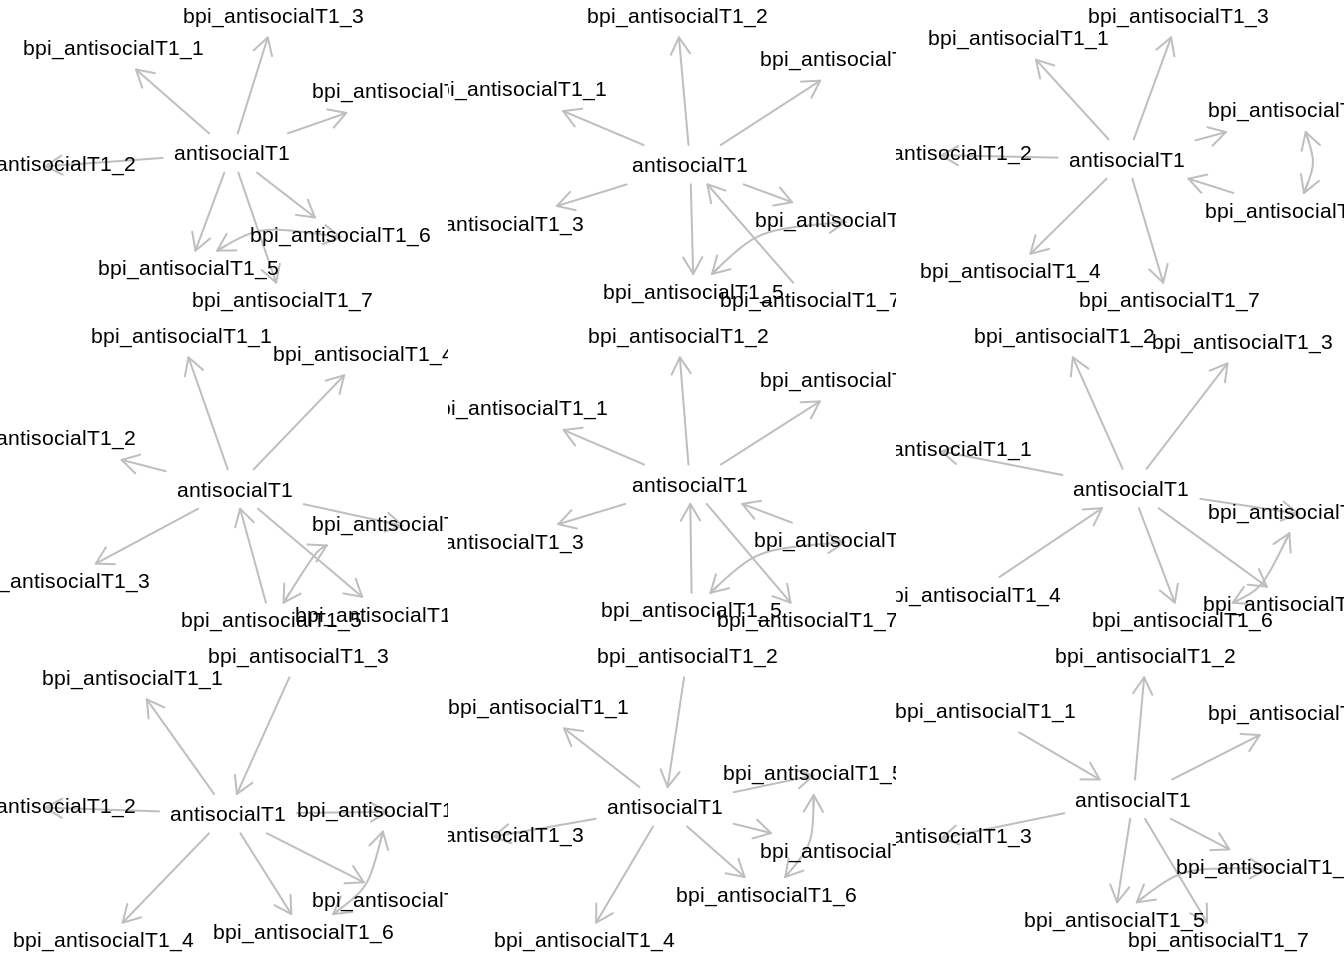 bpi_antisocialT1_3
bpi_antisocialT1_1
bpi_antisocialT
antisocialT1
antisocialT1_2
bpi_antisocialT1_6
bpi_antisocialT1_5
bpi_antisocialT1_7
bpi_antisocialT1_2
bpi_antisocialT
i_antisocialT1_1
antisocialT1
antisocialT1_3
bpi_antisocialT
bpi_antisocialT1_5
bpi_antisocialT1_7
bpi_antisocialT1_3
bpi_antisocialT1_1
bpi_antisocialT
antisocialT1_2
antisocialT1
bpi_antisocialT
bpi_antisocialT1_4
bpi_antisocialT1_7
bpi_antisocialT1_1
bpi_antisocialT1_4
antisocialT1_2
antisocialT1
bpi_antisocialT
_antisocialT1_3
bpi_antisocialT1_5
bpi_antisocialT1
bpi_antisocialT1_2
bpi_antisocialT
pi_antisocialT1_1
antisocialT1
antisocialT1_3
bpi_antisocialT
bpi_antisocialT1_5
bpi_antisocialT1_7
bpi_antisocialT1_2
bpi_antisocialT1_3
antisocialT1_1
antisocialT1
bpi_antisocialT
pi_antisocialT1_4
bpi_antisocialT
bpi_antisocialT1_6
bpi_antisocialT1_3
bpi_antisocialT1_1
antisocialT1_2
antisocialT1
bpi_antisocialT1
bpi_antisocialT
bpi_antisocialT1_6
bpi_antisocialT1_4
bpi_antisocialT1_2
bpi_antisocialT1_1
bpi_antisocialT1_5
antisocialT1
antisocialT1_3
bpi_antisocialT
bpi_antisocialT1_6
bpi_antisocialT1_4
bpi_antisocialT1_2
bpi_antisocialT1_1
bpi_antisocialT
antisocialT1
antisocialT1_3
bpi_antisocialT1_
bpi_antisocialT1_5
bpi_antisocialT1_7